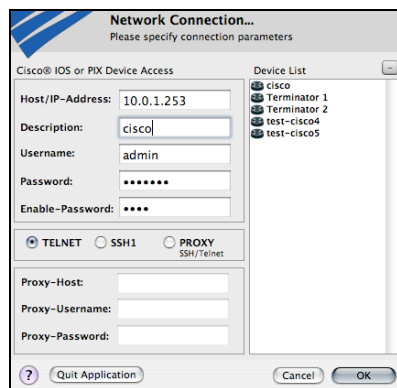 Network Connection...
Please specify connection parameters
Cisco® IOS or PIX Device Access
Host/IP-Address: 10.0.1.253
Description: cisco
Username: admin
Password: •••••••
Enable-Password: ••••
TELNET SSH1 PROXY
SSH/Telnet
Proxy-Host:
Proxy-Username:
Proxy-Password:
Device List -
cisco
Terminator 1
Terminator 2
test-cisco4
test-cisco5
? Quit Application Cancel OK